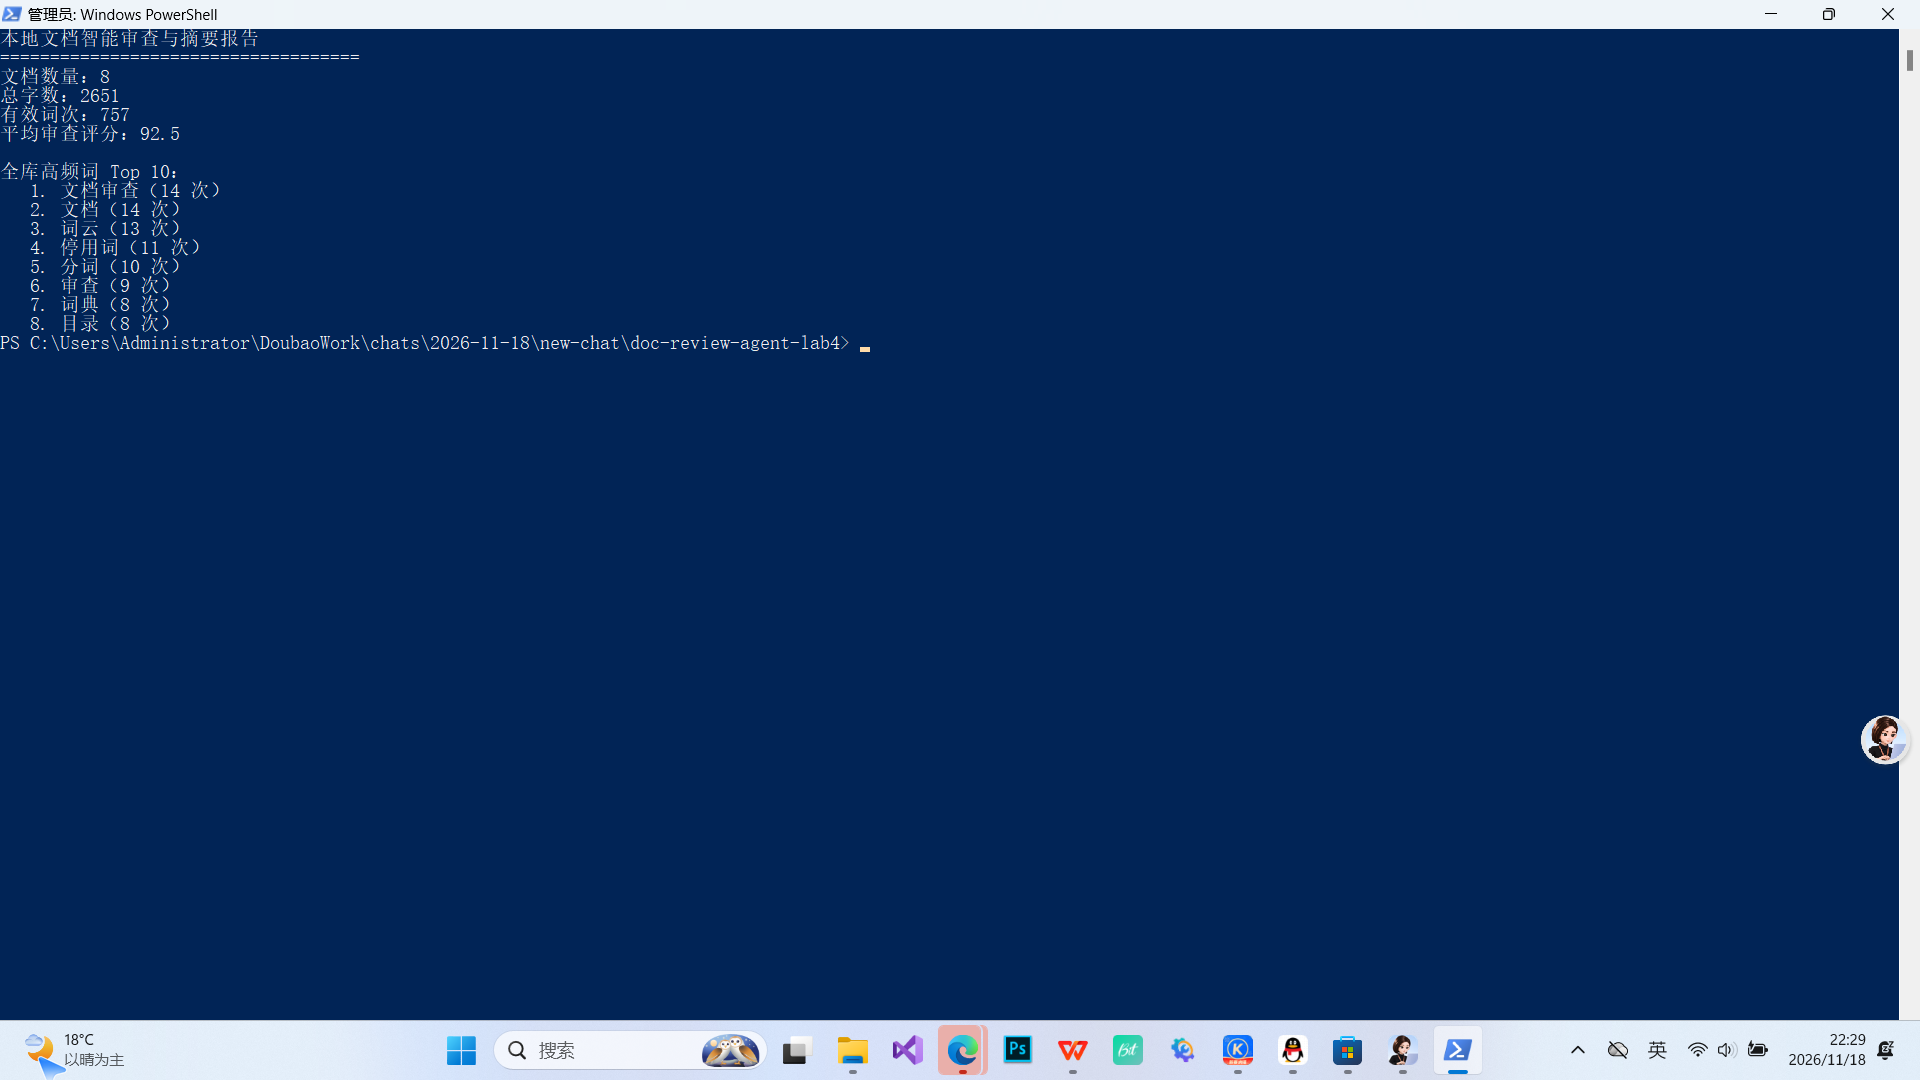 管理员: Windows PowerShell
本地文档智能审查与摘要报告
====================================
文档数量：8
总字数：2651
有效词次：757
平均审查评分：92.5
全库高频词 Top 10：
1. 文档审查（14 次）
2. 文档（14 次）
3. 词云（13 次）
4. 停用词（11 次）
5. 分词（10 次）
6. 审查（9 次）
7. 词典（8 次）
8. 目录（8 次）
PS C:\Users\Administrator\DoubaoWork\chats\2026-11-18\new-chat\doc-review-agent-lab4>
18°C
以晴为主
搜索
Ps
Bit
K
英
22:29
2026/11/18